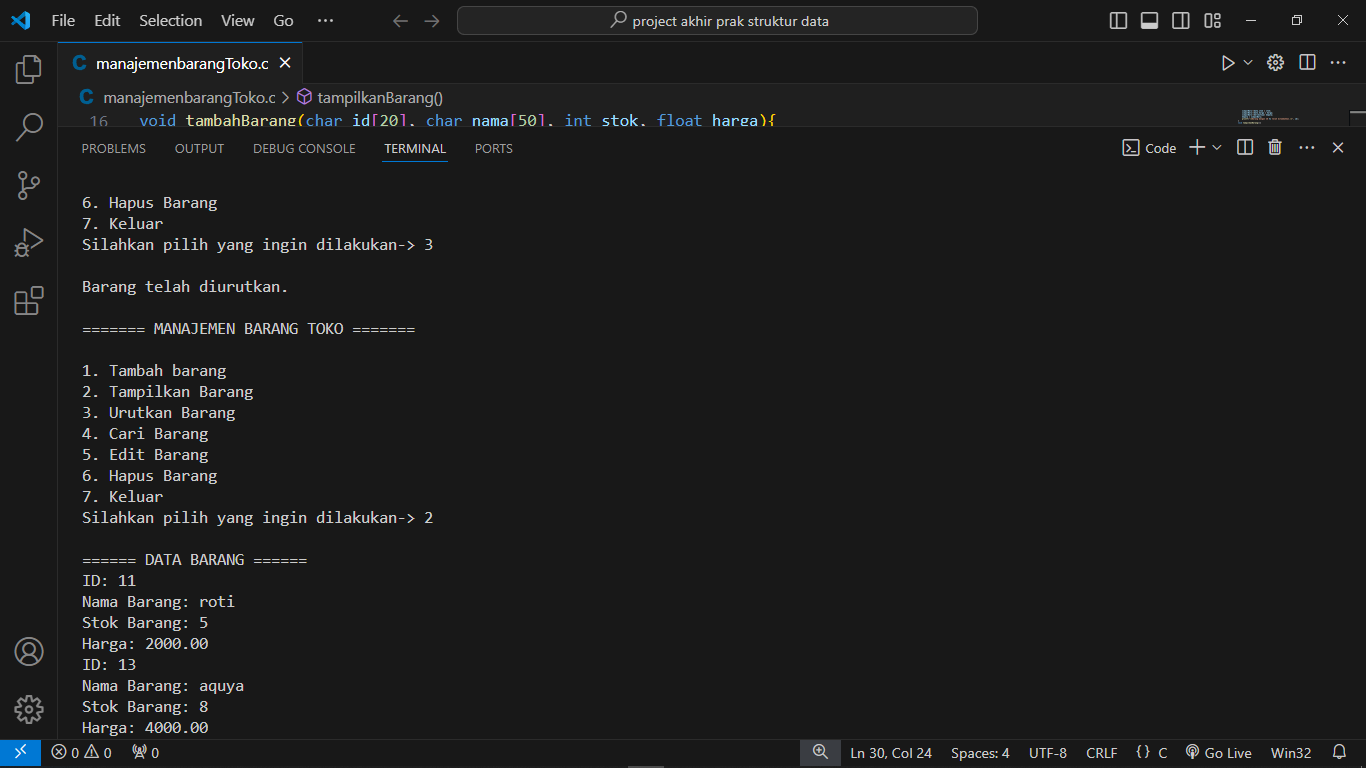 File Edit Selection View Go ··· project akhir prak struktur data
C manajemenbarangToko.c
C manajemenbarangToko.c > tampilkanBarang()
16 void tambahBarang(char id[20], char nama[50], int stok, float harga){
PROBLEMS OUTPUT DEBUG CONSOLE TERMINAL PORTS Code
6. Hapus Barang
7. Keluar
Silahkan pilih yang ingin dilakukan-> 3
Barang telah diurutkan.
======= MANAJEMEN BARANG TOKO =======
1. Tambah barang
2. Tampilkan Barang
3. Urutkan Barang
4. Cari Barang
5. Edit Barang
6. Hapus Barang
7. Keluar
Silahkan pilih yang ingin dilakukan-> 2
====== DATA BARANG ======
ID: 11
Nama Barang: roti
Stok Barang: 5
Harga: 2000.00
ID: 13
Nama Barang: aquya
Stok Barang: 8
Harga: 4000.00
0 0 0 Ln 30, Col 24 Spaces: 4 UTF-8 CRLF {} C Go Live Win32